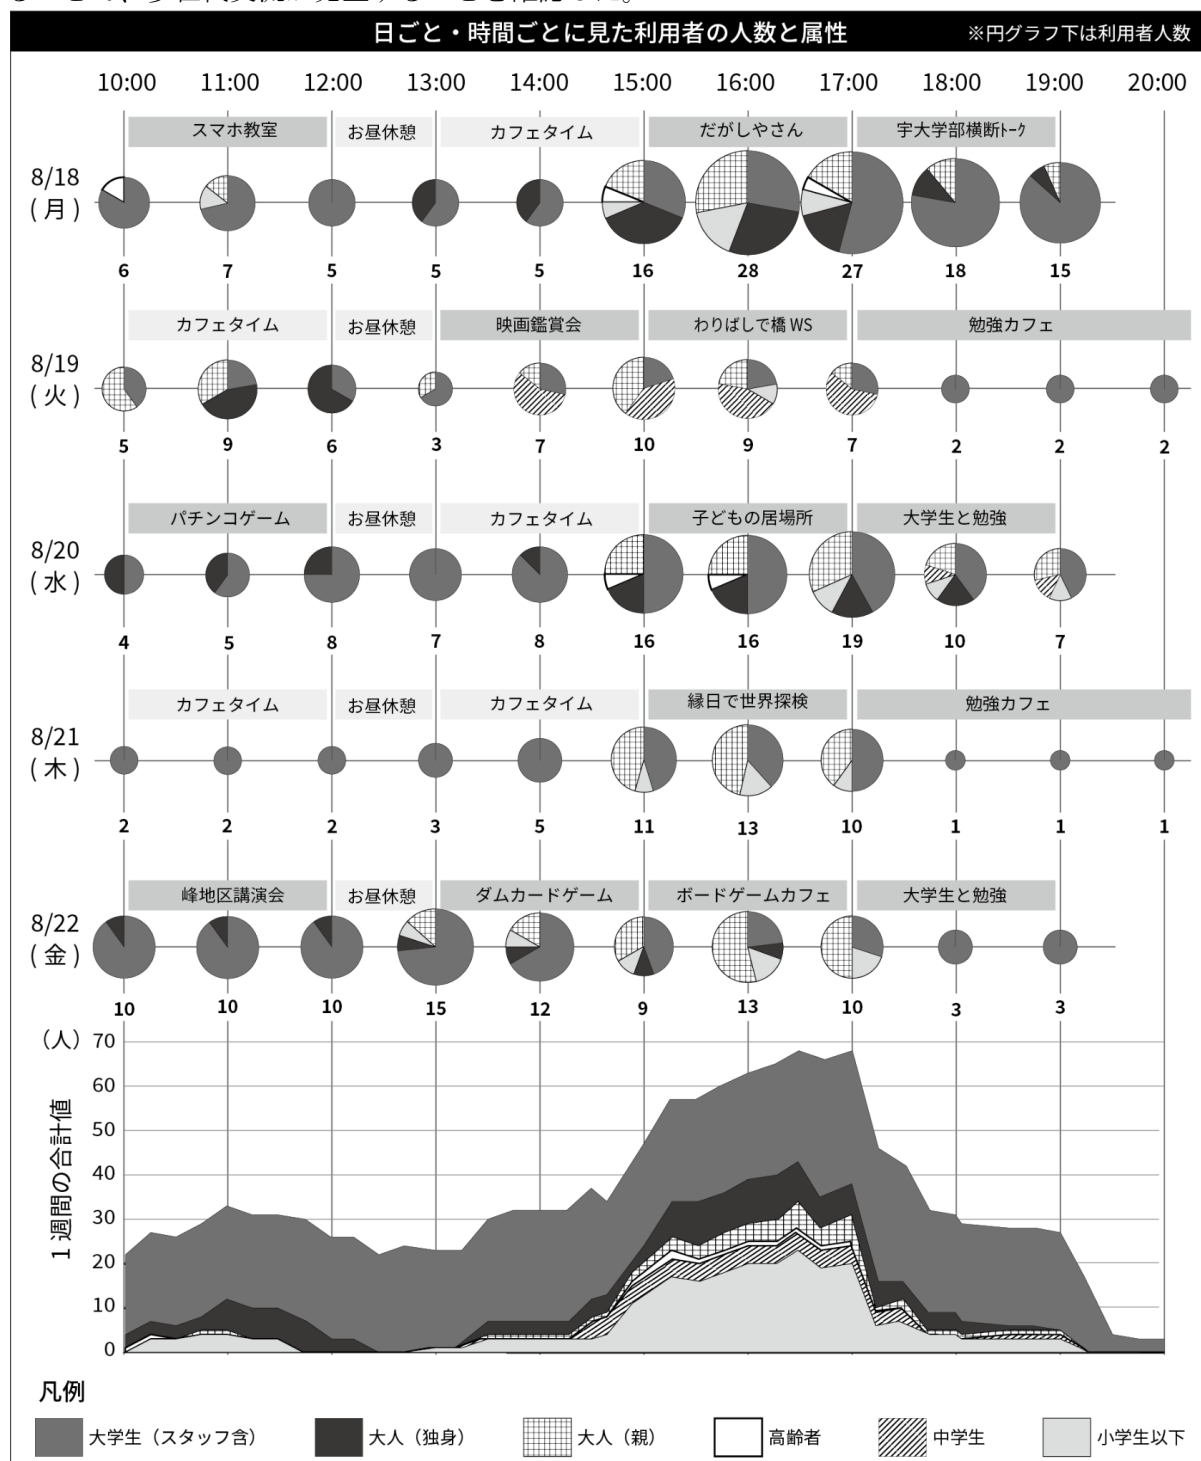 日ごと・時間ごとに見た利用者の人数と属性 ※円グラフ下は利用者人数
10:00 11:00 12:00 13:00 14:00 15:00 16:00 17:00 18:00 19:00 20:00
スマホ教室 お昼休憩 カフェタイム だがしやさん 宇大学部横断ﾄｰｸ
8/18
(月)
6 7 5 5 5 16 28 27 18 15
カフェタイム お昼休憩 映画鑑賞会 わりばしで橋 WS 勉強カフェ
8/19
(火)
5 9 6 3 7 10 9 7 2 2 2
パチンコゲーム お昼休憩 カフェタイム 子どもの居場所 大学生と勉強
8/20
(水)
4 5 8 7 8 16 16 19 10 7
カフェタイム お昼休憩 カフェタイム 縁日で世界探検 勉強カフェ
8/21
(木)
2 2 2 3 5 11 13 10 1 1 1
峰地区講演会 お昼休憩 ダムカードゲーム ボードゲームカフェ 大学生と勉強
8/22
(金)
10 10 10 15 12 9 13 10 3 3
(人) 70
60
50
40
30
20
10
0
1週間の合計値
凡例
大学生（スタッフ含） 大人（独身） 大人（親） 高齢者 中学生 小学生以下